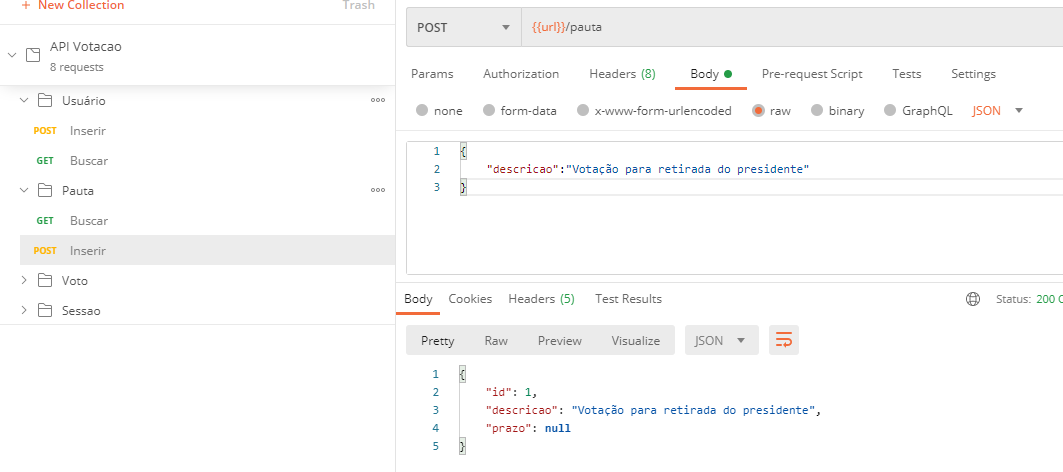 + New Collection
Trash
API Votacao
8 requests
Usuário
POST Inserir
GET Buscar
Pauta
GET Buscar
POST Inserir
Voto
Sessao
POST {{url}}/pauta
Params Authorization Headers (8) Body Pre-request Script Tests Settings
none form-data x-www-form-urlencoded raw binary GraphQL JSON
1 {
2 "descricao":"Votação para retirada do presidente"
3 }
Body Cookies Headers (5) Test Results Status: 200
Pretty Raw Preview Visualize JSON
1 {
2 "id": 1,
3 "descricao": "Votação para retirada do presidente",
4 "prazo": null
5 }